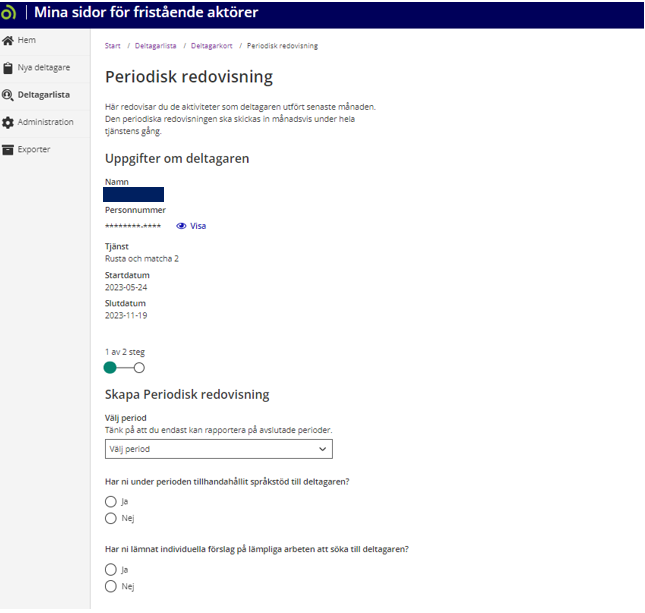 Mina sidor för fristående aktörer
Hem
Nya deltagare
Deltagarlista
Administration
Exporter
Start / Deltagarlista / Deltagarkort / Periodisk redovisning
Periodisk redovisning
Här redovisar du de aktiviteter som deltagaren utfört senaste månaden.
Den periodiska redovisningen ska skickas in månadsvis under hela
tjänstens gång.
Uppgifter om deltagaren
Namn
Personnummer
********-**** Visa
Tjänst
Rusta och matcha 2
Startdatum
2023-05-24
Slutdatum
2023-11-19
1 av 2 steg
Skapa Periodisk redovisning
Välj period
Tänk på att du endast kan rapportera på avslutade perioder.
Välj period
Har ni under perioden tillhandahållit språkstöd till deltagaren?
Ja
Nej
Har ni lämnat individuella förslag på lämpliga arbeten att söka till deltagaren?
Ja
Nej